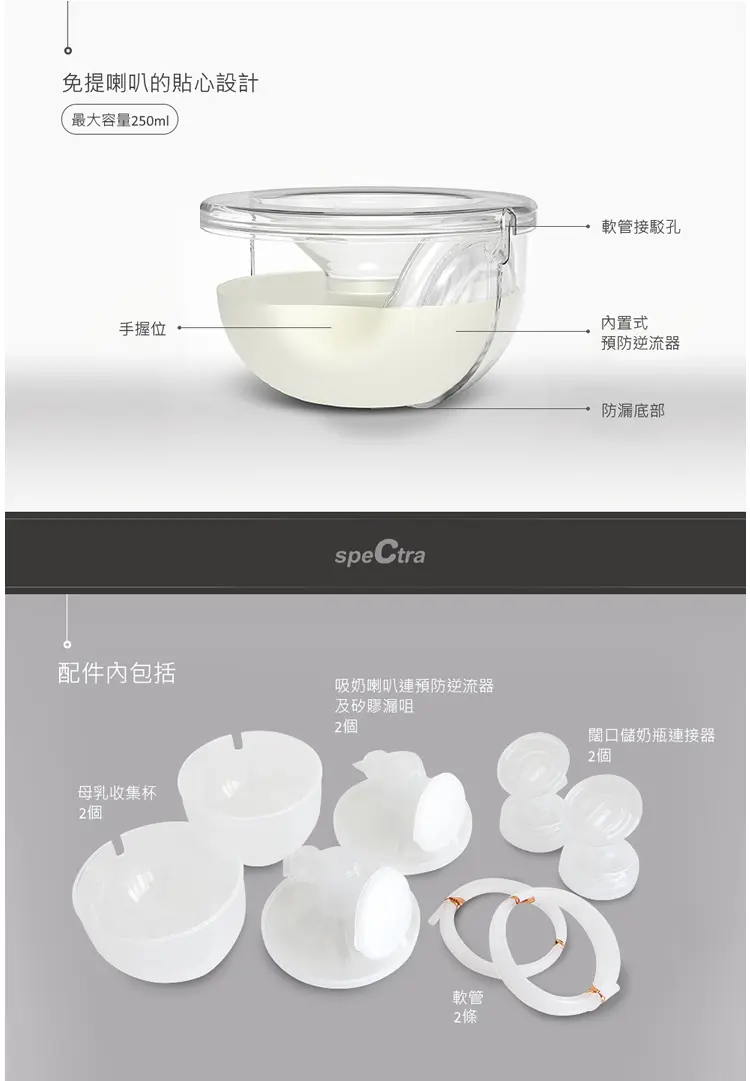 免提喇叭的貼心設計
最大容量250ml
軟管接駁孔
手握位
內置式
預防逆流器
防漏底部
speCtra
配件內包括
吸奶喇叭連預防逆流器
及矽膠漏咀
2個
闊口儲奶瓶連接器
2個
母乳收集杯
2個
軟管
2條